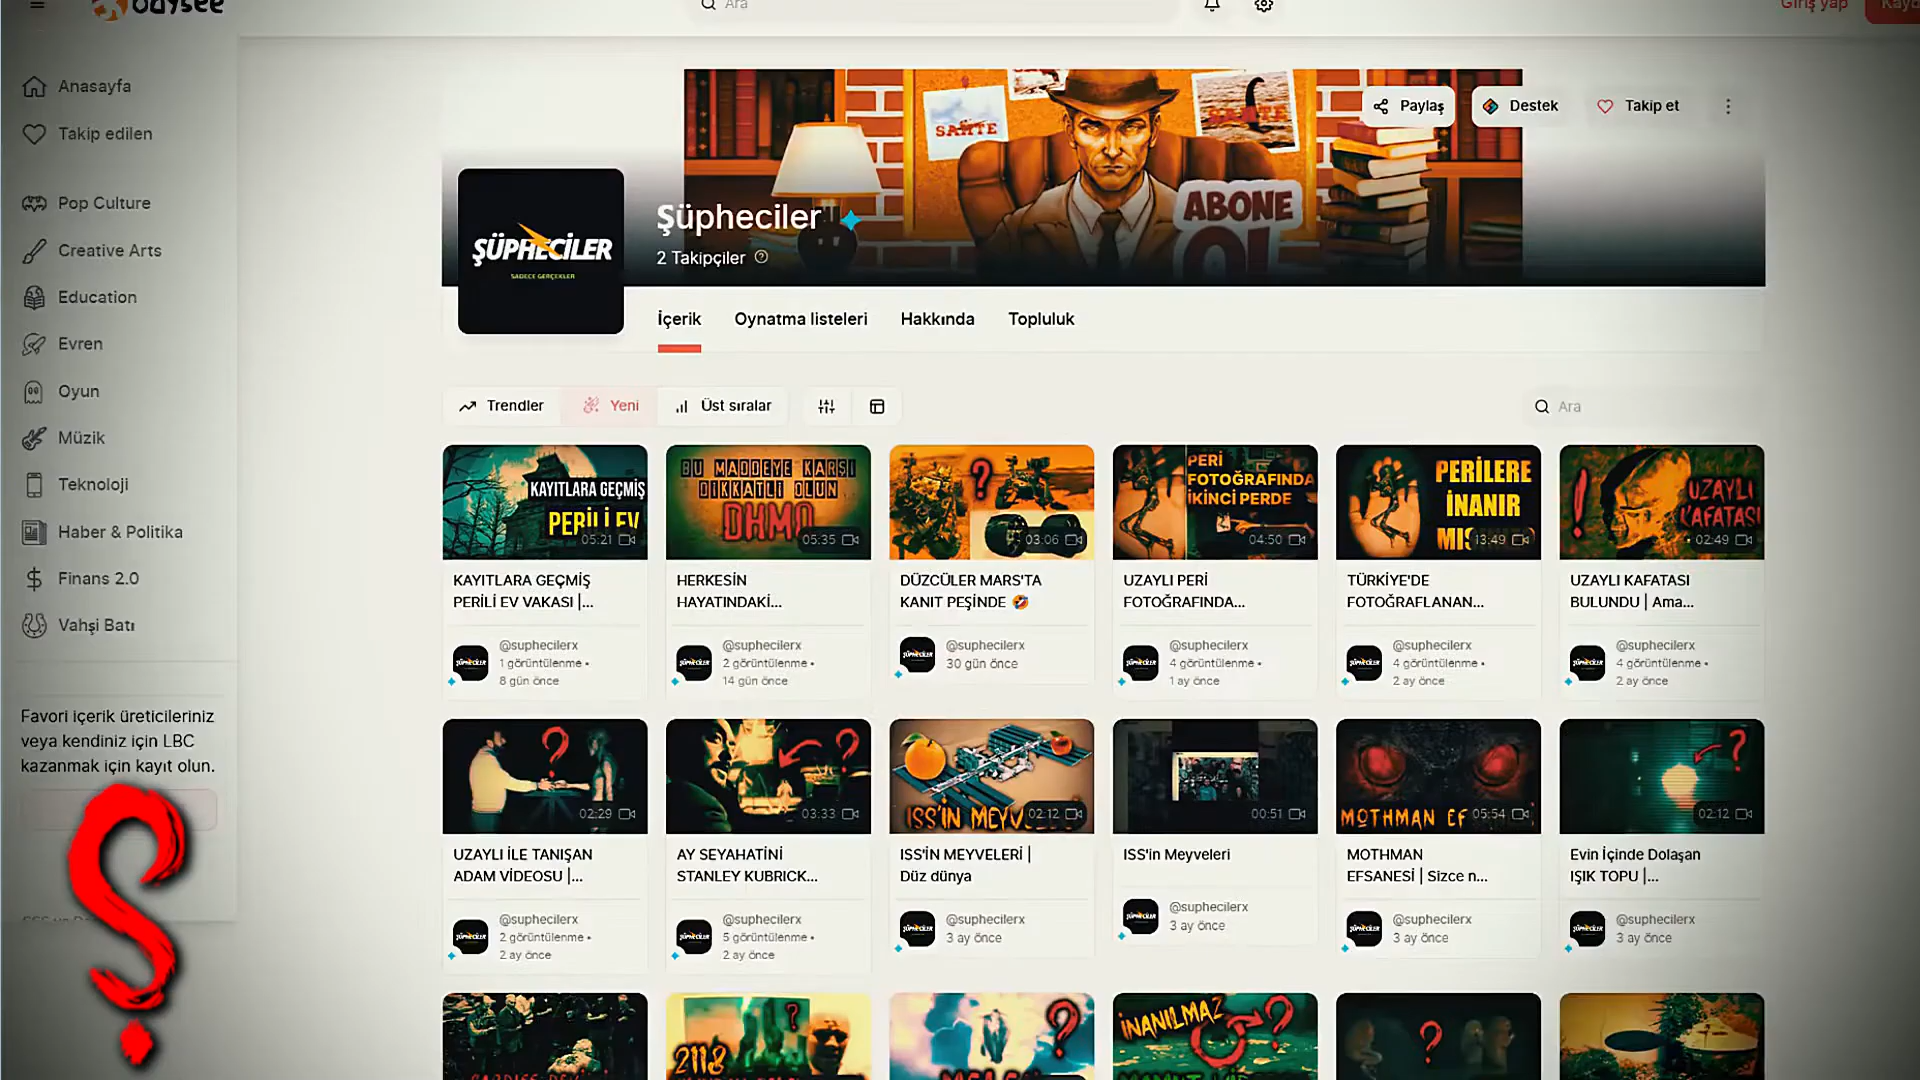 odysee
Ara
Giriş yap
Anasayfa
Takip edilen
Pop Culture
Creative Arts
Education
Evren
Oyun
Müzik
Teknoloji
Haber & Politika
Finans 2.0
Vahşi Batı
Favori içerik üreticileriniz
veya kendiniz için LBC
kazanmak için kayıt olun.
Ş
SAHTE
SAHTE
ABONE
OL
Paylaş
Destek
Takip et
ŞÜPHECİLER
SADECE GERÇEKLER
Şüpheciler
2 Takipçiler
İçerik
Oynatma listeleri
Hakkında
Topluluk
Trendler
Yeni
Üst sıralar
Ara
KAYITLARA GEÇMİŞ
PERİLİ EV
05:21
KAYITLARA GEÇMİŞ
PERİLİ EV VAKASI |...
@suphecilerx
1 görüntülenme •
8 gün önce
BU MADDEYE KARŞI
DİKKATLİ OLUN
DHMO
05:35
HERKESİN
HAYATINDAKİ...
@suphecilerx
2 görüntülenme •
14 gün önce
?
03:06
DÜZCÜLER MARS'TA
KANIT PEŞİNDE 🤣
@suphecilerx
30 gün önce
PERİ
FOTOĞRAFINDA
İKİNCİ PERDE
04:50
UZAYLI PERİ
FOTOĞRAFINDA...
@suphecilerx
4 görüntülenme •
1 ay önce
PERİLERE
İNANIR
13:49
TÜRKİYE'DE
FOTOĞRAFLANAN...
@suphecilerx
4 görüntülenme •
2 ay önce
!
UZAYLI
KAFATASI
02:49
UZAYLI KAFATASI
BULUNDU | Ama...
@suphecilerx
4 görüntülenme •
2 ay önce
?
02:29
UZAYLI İLE TANIŞAN
ADAM VİDEOSU |...
@suphecilerx
2 görüntülenme •
2 ay önce
?
03:33
AY SEYAHATİNİ
STANLEY KUBRICK...
@suphecilerx
5 görüntülenme •
2 ay önce
ISS'İN
02:12
ISS'İN MEYVELERİ |
Düz dünya
@suphecilerx
3 ay önce
00:51
ISS'in Meyveleri
@suphecilerx
3 ay önce
MOTHMAN EF
05:54
MOTHMAN
EFSANESİ | Sizce n...
@suphecilerx
3 ay önce
?
02:12
Evin İçinde Dolaşan
IŞIK TOPU |...
@suphecilerx
3 ay önce
2118
?
?
İNANILMAZ
?
?